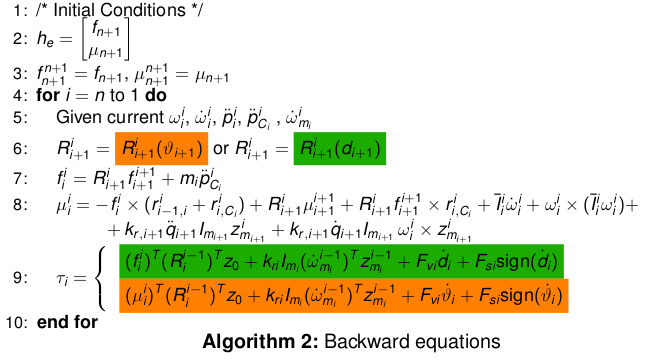 1: /* Initial Conditions */
2: $h_e = \begin{bmatrix} f_{n+1} \\ \mu_{n+1} \end{bmatrix}$
3: $f_{n+1}^{n+1} = f_{n+1}$, $\mu_{n+1}^{n+1} = \mu_{n+1}$
4: **for** $i = n$ to 1 **do**
5: Given current $\omega_i^i, \dot{\omega}_i^i, \ddot{p}_i^i, \ddot{p}_{C_i}^i, \dot{\omega}_{m_i}^i$
6: $R_{i+1}^i = R_{i+1}^i(\vartheta_{i+1})$ or $R_{i+1}^i = R_{i+1}^i(d_{i+1})$
7: $f_i^i = R_{i+1}^i f_{i+1}^{i+1} + m_i \ddot{p}_{C_i}^i$
8: $\mu_i^i = -f_i^i \times (r_{i-1,i}^i + r_{i,C_i}^i) + R_{i+1}^i \mu_{i+1}^{i+1} + R_{i+1}^i f_{i+1}^{i+1} \times r_{i,C_i}^i + \bar{I}_i^i \dot{\omega}_i^i + \omega_i^i \times (\bar{I}_i^i \omega_i^i) +$
$+ k_{r,i+1} \ddot{q}_{i+1} I_{m_{i+1}} z_{m_{i+1}}^i + k_{r,i+1} \dot{q}_{i+1} I_{m_{i+1}} \omega_i^i \times z_{m_{i+1}}^i$
9: $\tau_i = \begin{cases} (f_i^i)^T (R_i^{i-1})^T z_0 + k_{ri} I_{m_i} (\dot{\omega}_{m_i}^{i-1})^T z_{m_i}^{i-1} + F_{vi} \dot{d}_i + F_{si} \text{sign}(\dot{d}_i) \\ (\mu_i^i)^T (R_i^{i-1})^T z_0 + k_{ri} I_{m_i} (\dot{\omega}_{m_i}^{i-1})^T z_{m_i}^{i-1} + F_{vi} \dot{\vartheta}_i + F_{si} \text{sign}(\dot{\vartheta}_i) \end{cases}$
10: **end for**
**Algorithm 2:** Backward equations